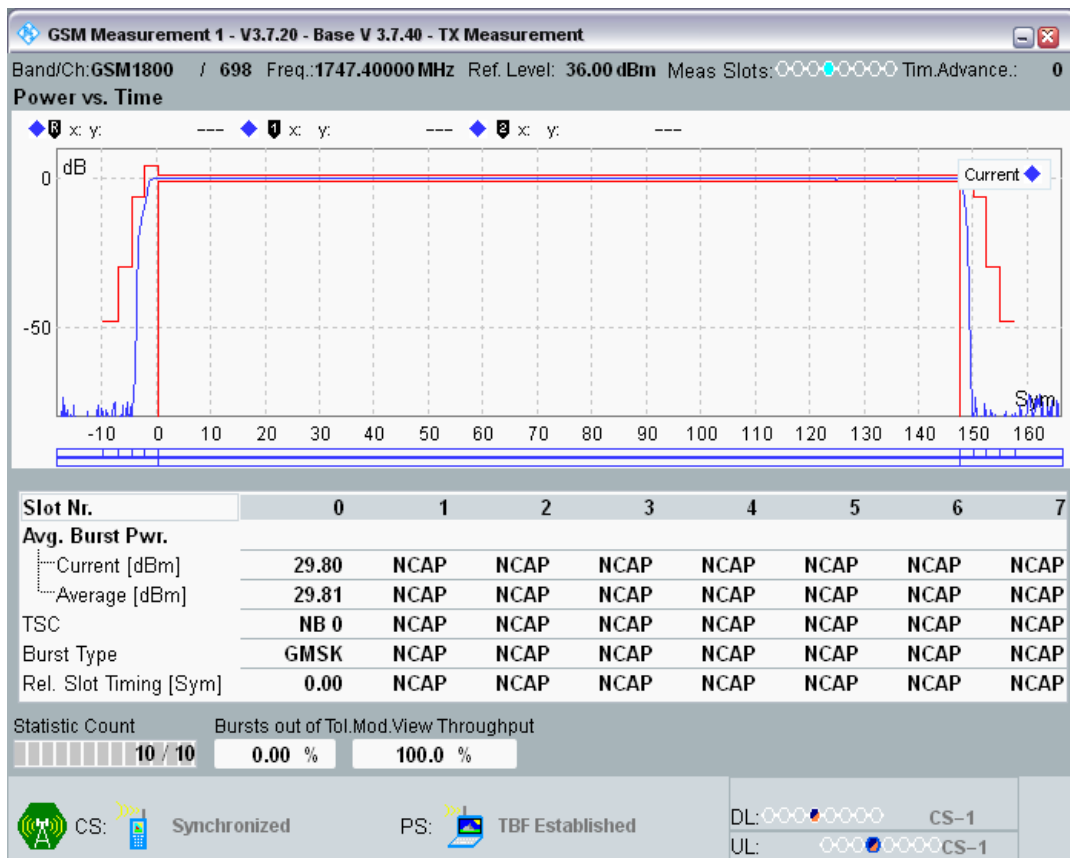 GSM Measurement 1 - V3.7.20 - Base V 3.7.40 - TX Measurement
Band/Ch:GSM1800 / 698 Freq.:1747.40000 MHz Ref. Level: 36.00 dBm Meas Slots: Tim.Advance.: 0
Power vs. Time
R x: y: --- 1 x: y: --- 2 x: y: ---
dB
Current
0
-50
Sym
-10 0 10 20 30 40 50 60 70 80 90 100 110 120 130 140 150 160
Slot Nr. 0 1 2 3 4 5 6 7
Avg. Burst Pwr.
Current [dBm] 29.80 NCAP NCAP NCAP NCAP NCAP NCAP NCAP
Average [dBm] 29.81 NCAP NCAP NCAP NCAP NCAP NCAP NCAP
TSC NB 0 NCAP NCAP NCAP NCAP NCAP NCAP NCAP
Burst Type GMSK NCAP NCAP NCAP NCAP NCAP NCAP NCAP
Rel. Slot Timing [Sym] 0.00 NCAP NCAP NCAP NCAP NCAP NCAP NCAP
Statistic Count Bursts out of Tol.Mod.View Throughput
10 / 10 0.00 % 100.0 %
CS: Synchronized PS: TBF Established
DL: CS-1
UL: CS-1